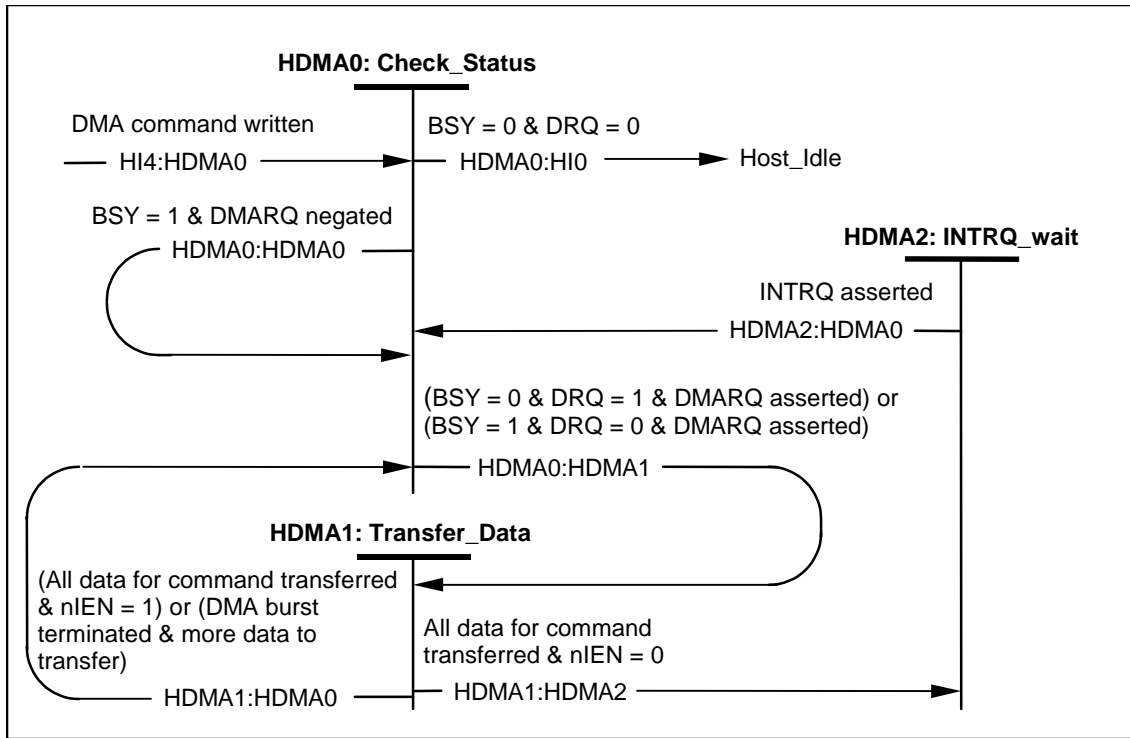 HDMA0: Check_Status
DMA command written
HI4:HDMA0
BSY = 0 & DRQ = 0
HDMA0:HI0
Host_Idle
BSY = 1 & DMARQ negated
HDMA0:HDMA0
HDMA2: INTRQ_wait
INTRQ asserted
HDMA2:HDMA0
(BSY = 0 & DRQ = 1 & DMARQ asserted) or
(BSY = 1 & DRQ = 0 & DMARQ asserted)
HDMA0:HDMA1
HDMA1: Transfer_Data
(All data for command transferred
& nIEN = 1) or (DMA burst
terminated & more data to
transfer)
HDMA1:HDMA0
All data for command
transferred & nIEN = 0
HDMA1:HDMA2